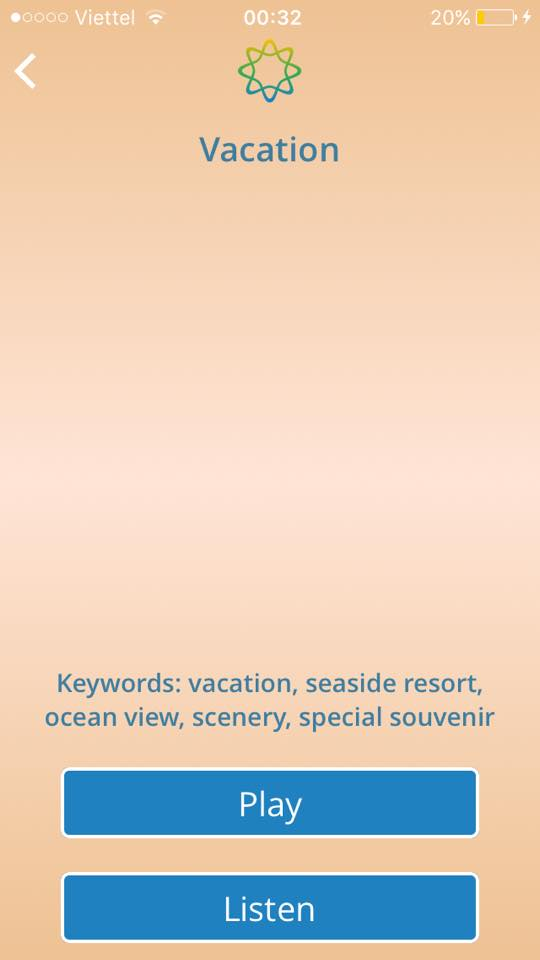 Viettel 00:32 20%
Vacation
Keywords: vacation, seaside resort,
ocean view, scenery, special souvenir
Play
Listen